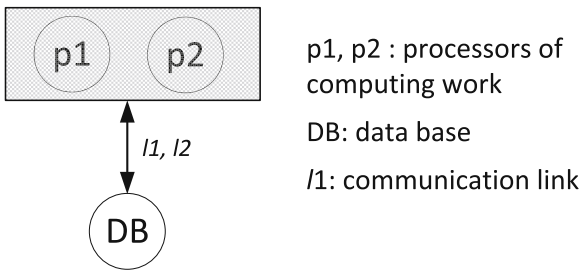 p1 p2
p1, p2 : processors of
computing work
l1, l2
DB: data base
l1: communication link
DB